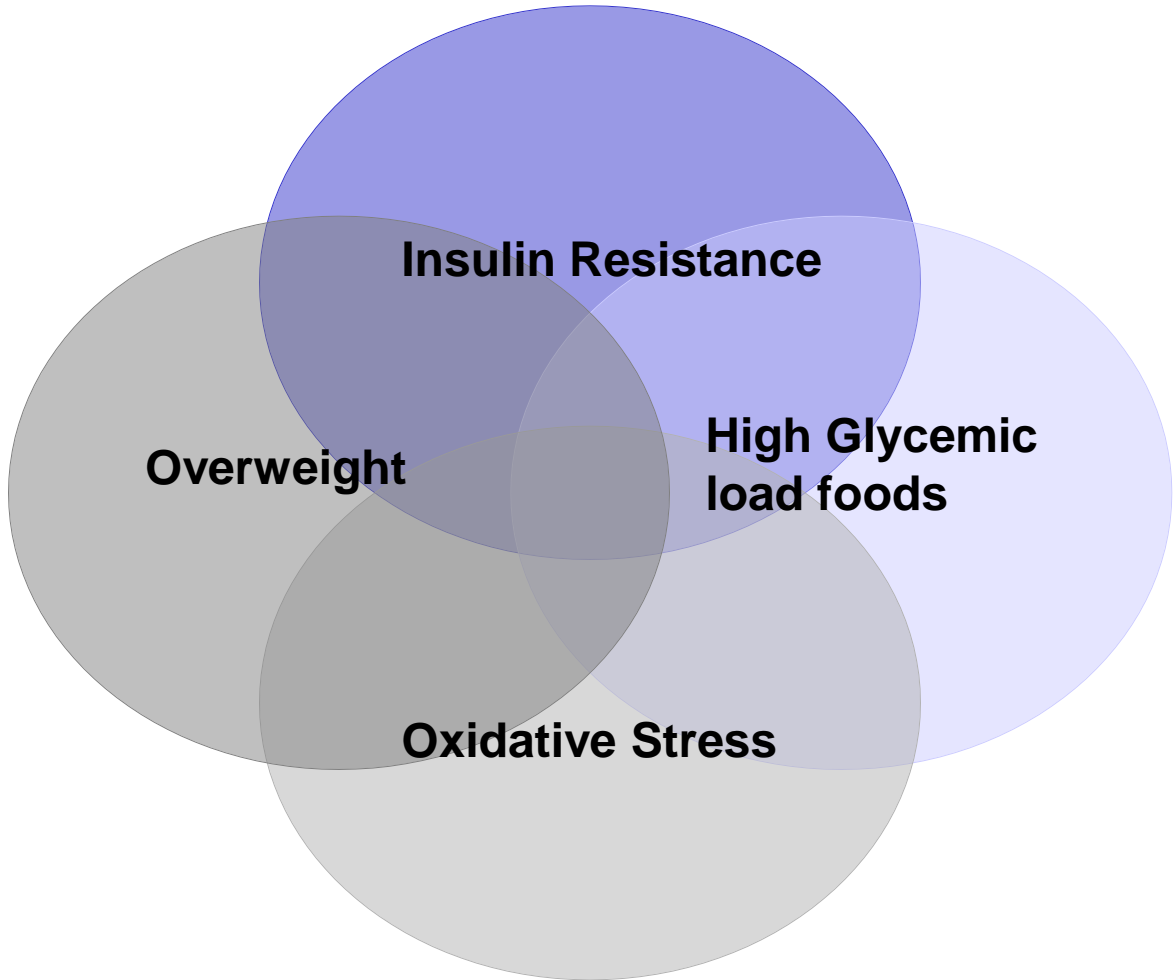 Insulin Resistance
Overweight
High Glycemic
load foods
Oxidative Stress